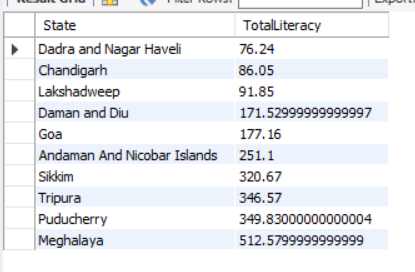 Result Grid Filter Rows: Export:
State TotalLiteracy
Dadra and Nagar Haveli 76.24
Chandigarh 86.05
Lakshadweep 91.85
Daman and Diu 171.52999999999997
Goa 177.16
Andaman And Nicobar Islands 251.1
Sikkim 320.67
Tripura 346.57
Puducherry 349.83000000000004
Meghalaya 512.5799999999999